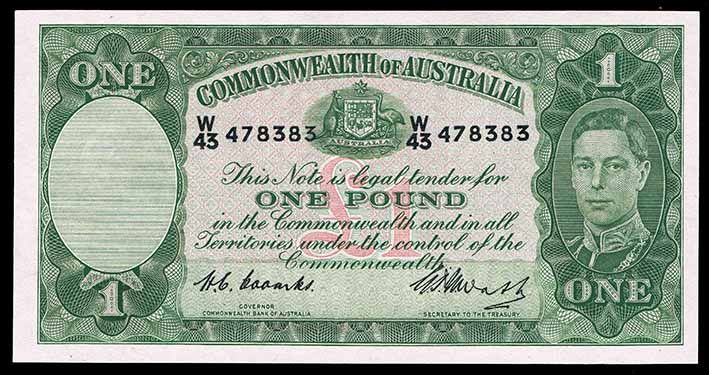 ONE
1
COMMONWEALTH OF AUSTRALIA
AUSTRALIA
W/43 478383 W/43 478383
This Note is legal tender for
£1
ONE POUND
in the Commonwealth and in all
Territories under the control of the
Commonwealth
H.C. Coombs.
GOVERNOR
COMMONWEALTH BANK OF AUSTRALIA
SECRETARY TO THE TREASURY
1
ONE